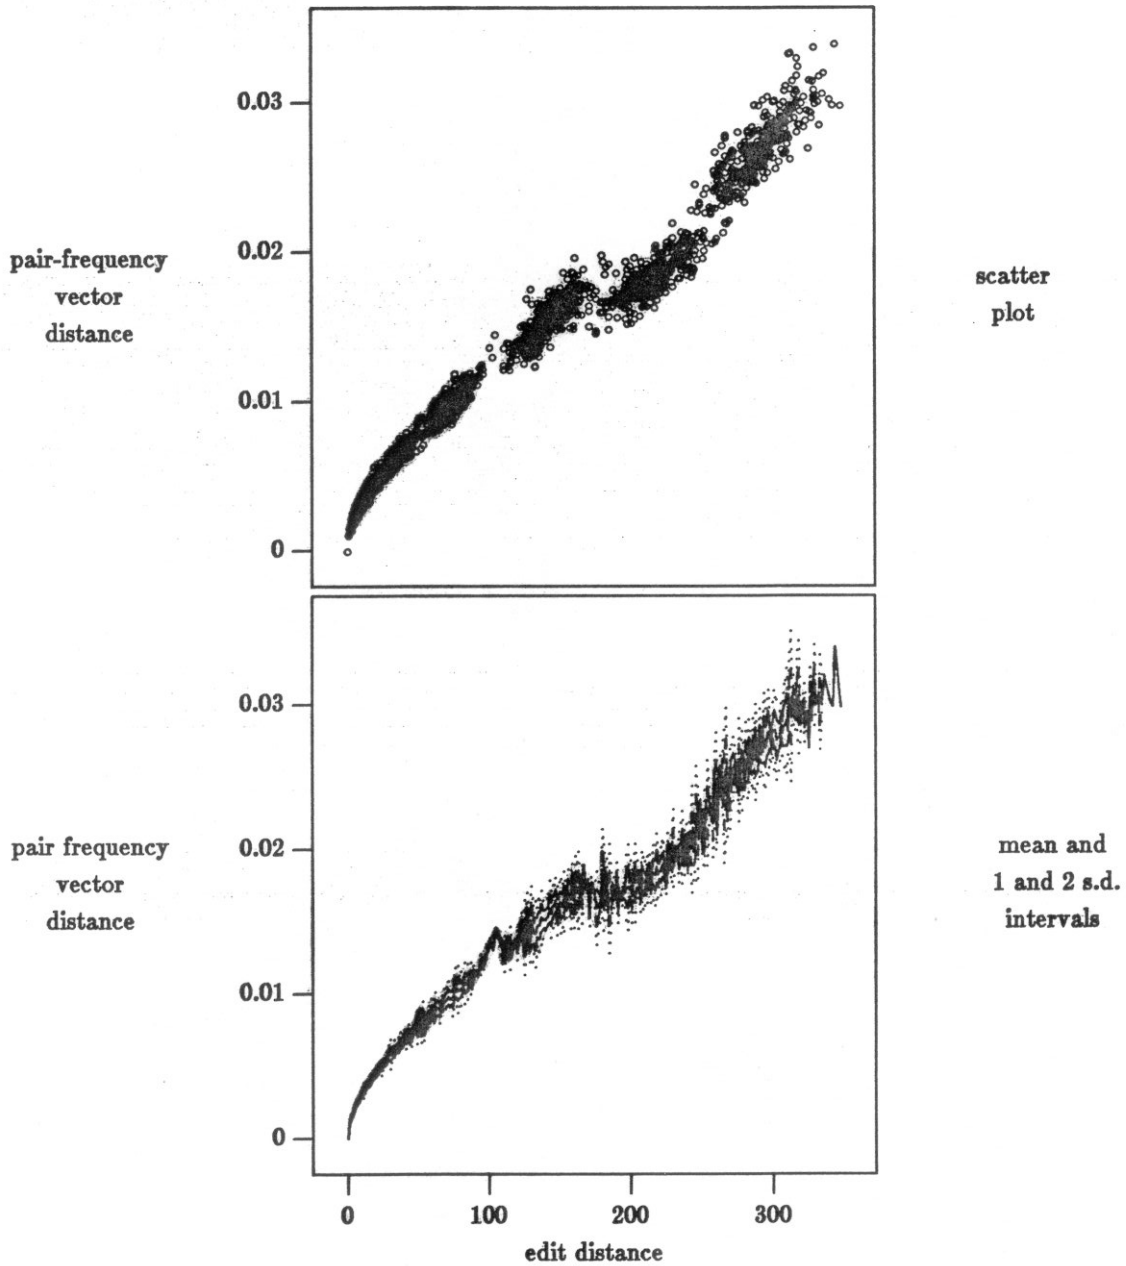 0.03
0.02
0.01
0
pair-frequency
vector
distance
scatter
plot
0.03
0.02
0.01
0
pair frequency
vector
distance
mean and
1 and 2 s.d.
intervals
0
100
200
300
edit distance